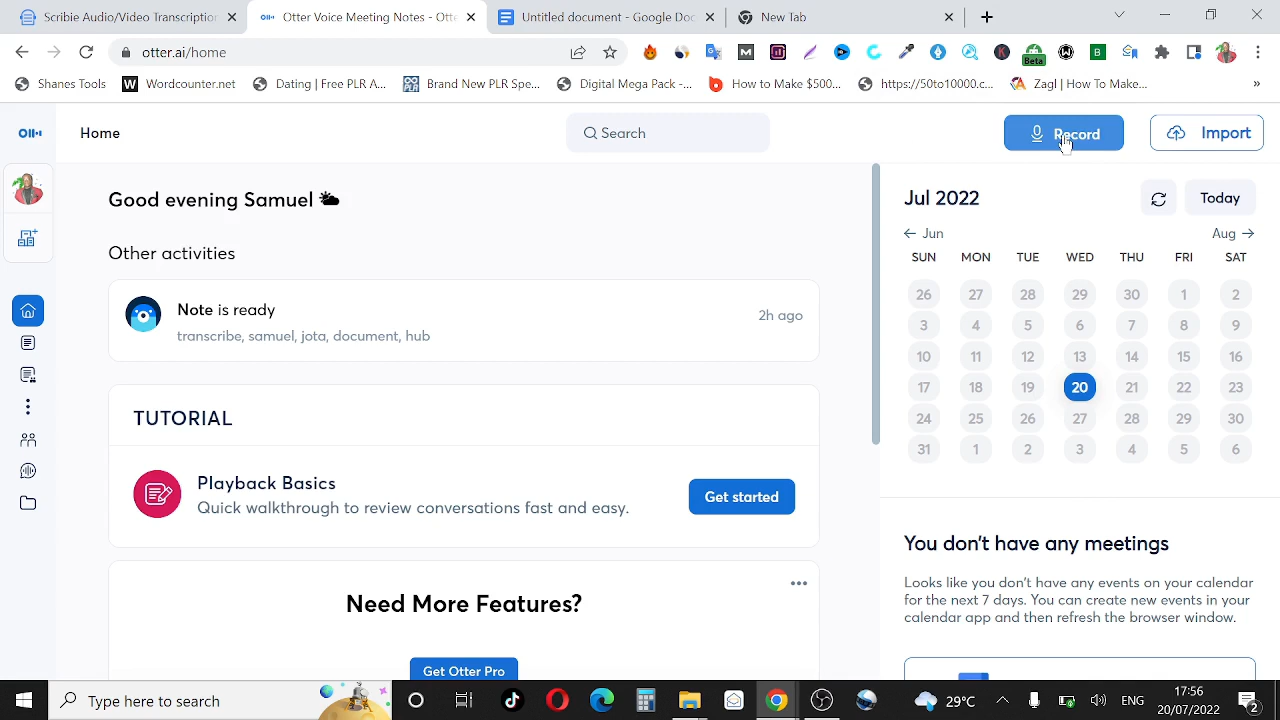 Scribie Audio/Video Transcription
Otter Voice Meeting Notes - Otte
Untitled document - Google Doc
New Tab
otter.ai/home
Beta
Shanes Tools
Wordcounter.net
Dating | Free PLR A...
Brand New PLR Spe...
Digital Mega Pack -...
How to Make $500...
https://50to10000.c...
Zagl | How To Make...
»
Home
Search
Record
Import
Good evening Samuel
Other activities
Note is ready
2h ago
transcribe, samuel, jota, document, hub
TUTORIAL
Playback Basics
Quick walkthrough to review conversations fast and easy.
Get started
Need More Features?
Get Otter Pro
Jul 2022
Today
← Jun
Aug →
SUN MON TUE WED THU FRI SAT
26 27 28 29 30 1 2
3 4 5 6 7 8 9
10 11 12 13 14 15 16
17 18 19 20 21 22 23
24 25 26 27 28 29 30
31 1 2 3 4 5 6
You don't have any meetings
Looks like you don't have any events on your calendar
for the next 7 days. You can create new events in your
calendar app and then refresh the browser window.
Type here to search
29°C
ENG
17:56
20/07/2022
2